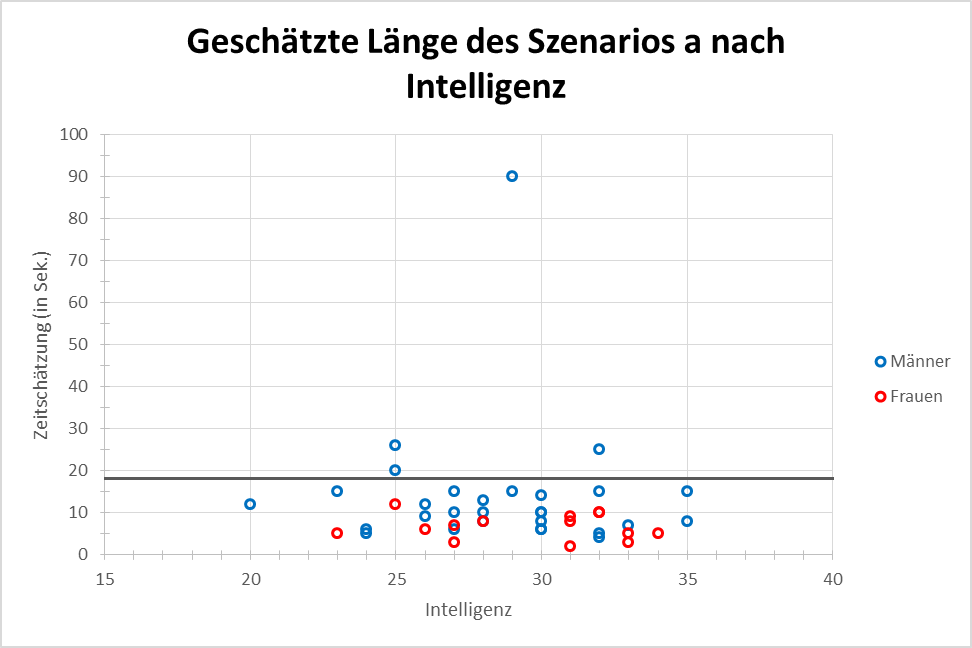 Geschätzte Länge des Szenarios a nach
Intelligenz
100
90
80
70
60
50
40
30
20
10
0
Zeitschätzung (in Sek.)
15 20 25 30 35 40
Intelligenz
Männer
Frauen